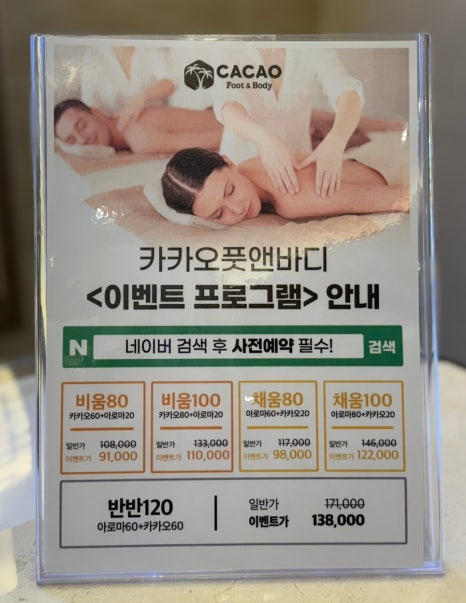 CACAO
Foot & Body
카카오풋앤바디
<이벤트 프로그램> 안내
N 네이버 검색 후 사전예약 필수! 검색
비움80
카카오60+아로마20
일반가 108,000
이벤트가 91,000
비움100
카카오80+아로마20
일반가 133,000
이벤트가 110,000
채움80
아로마60+카카오20
일반가 117,000
이벤트가 98,000
채움100
아로마80+카카오20
일반가 146,000
이벤트가 122,000
반반120
아로마60+카카오60
일반가 171,000
이벤트가 138,000